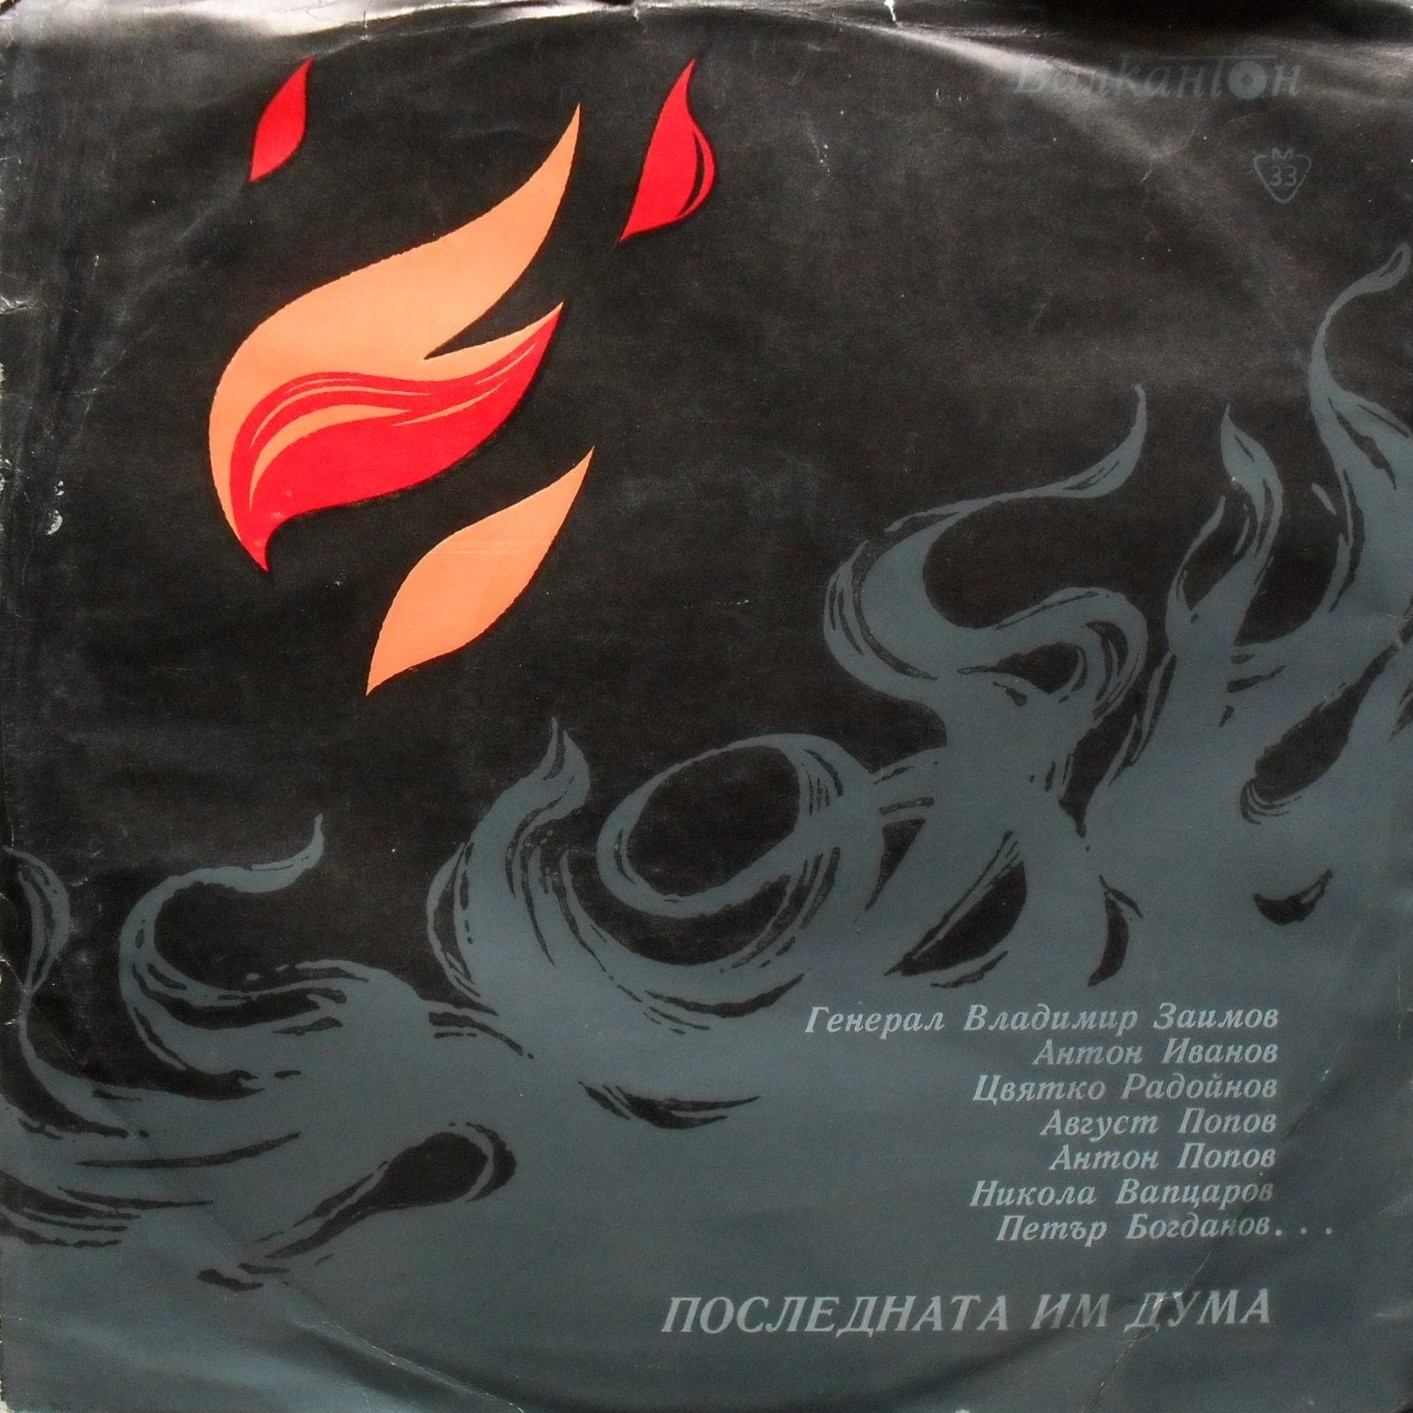 Балкантон
М
33
Генерал Владимир Заимов
Антон Иванов
Цвятко Радойнов
Август Попов
Антон Попов
Никола Вапцаров
Петър Богданов...
ПОСЛЕДНАТА ИМ ДУМА